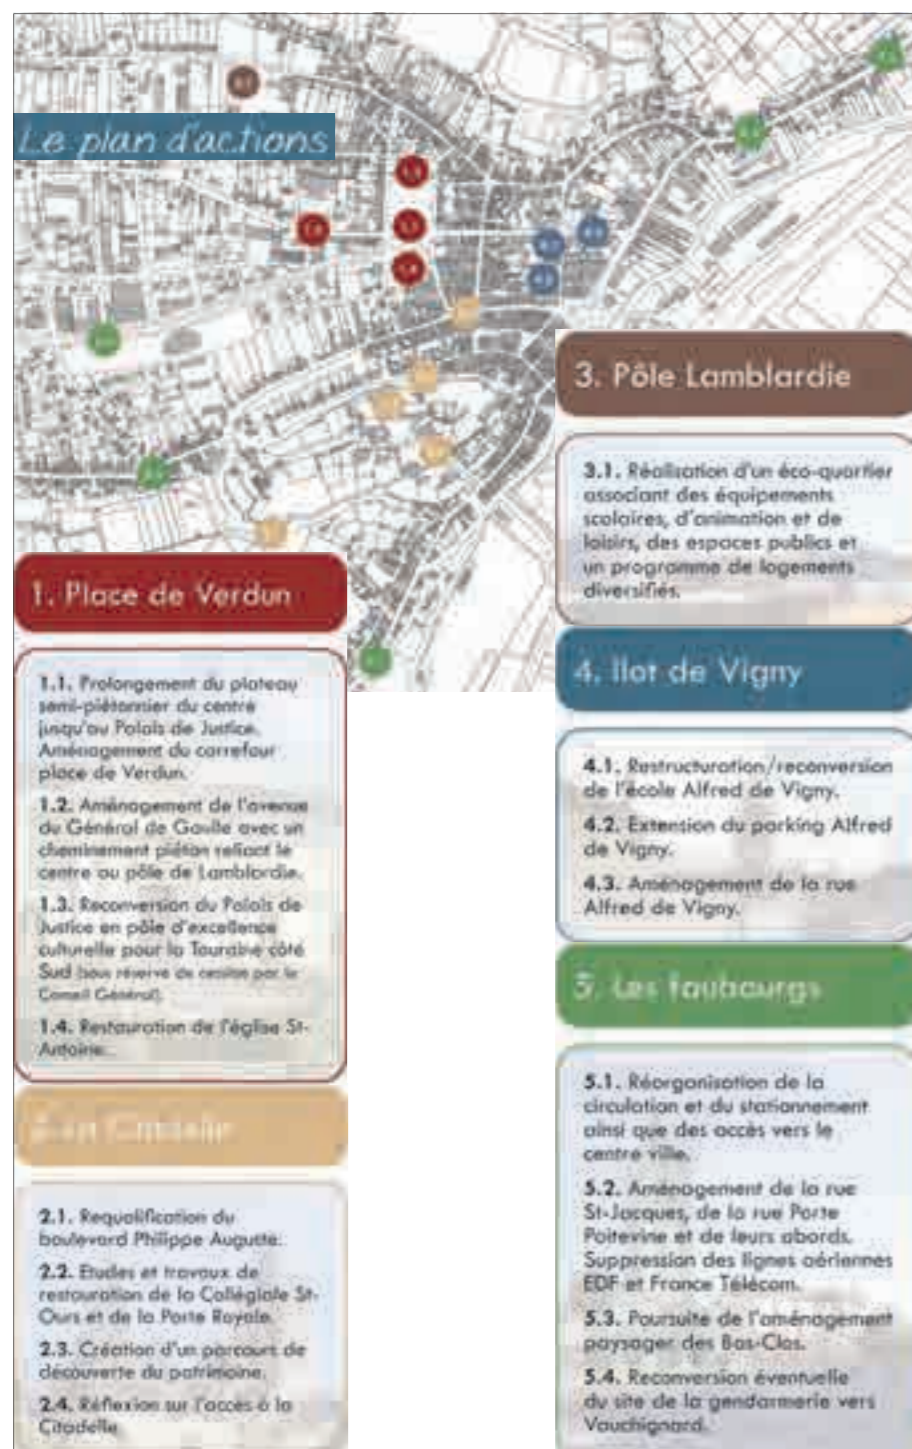 Le plan d'actions
1. Place de Verdun
1.1. Prolongement du plateau
semi-piétonnier du centre
jusqu'au Palais de Justice.
Aménagement du carrefour
place de Verdun.
1.2. Aménagement de l'avenue
du Général de Gaulle avec un
cheminement piéton reliant le
centre au pôle de Lamblardie.
1.3. Reconversion du Palais de
Justice en pôle d'excellence
culturelle pour la Touraine côté
Sud (sous réserve de cession par le
Conseil Général).
1.4. Restauration de l'église St-
Antoine.
2. La Citadelle
2.1. Requalification du
boulevard Philippe Auguste.
2.2. Etudes et travaux de
restauration de la Collégiale St-
Ours et de la Porte Royale.
2.3. Création d'un parcours de
découverte du patrimoine.
2.4. Réflexion sur l'accès à la
Citadelle
3. Pôle Lamblardie
3.1. Réalisation d'un éco-quartier
associant des équipements
scolaires, d'animation et de
loisirs, des espaces publics et
un programme de logements
diversifiés.
4. Ilot de Vigny
4.1. Restructuration/reconversion
de l'école Alfred de Vigny.
4.2. Extension du parking Alfred
de Vigny.
4.3. Aménagement de la rue
Alfred de Vigny.
5. Les faubourgs
5.1. Réorganisation de la
circulation et du stationnement
ainsi que des accès vers le
centre ville.
5.2. Aménagement de la rue
St-Jacques, de la rue Porte
Poitevine et de leurs abords.
Suppression des lignes aériennes
EDF et France Télécom.
5.3. Poursuite de l'aménagement
paysager des Bas-Clos.
5.4. Reconversion éventuelle
du site de la gendarmerie vers
Vauchignard.